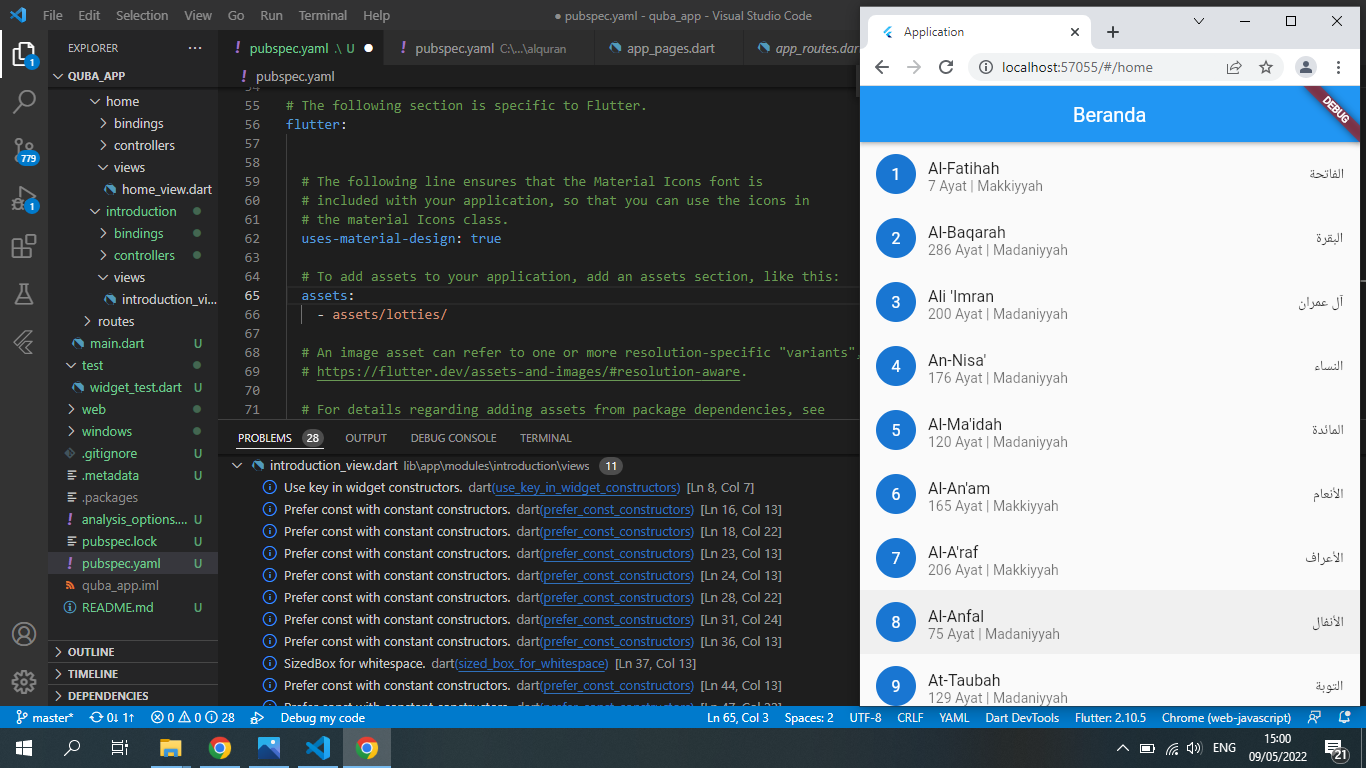 File Edit Selection View Go Run Terminal Help
● pubspec.yaml - quba_app - Visual Studio Code
EXPLORER
QUBA_APP
home
bindings
controllers
views
home_view.dart
introduction
bindings
controllers
views
introduction_vi...
routes
main.dart U
test
widget_test.dart U
web
windows
.gitignore U
.metadata U
.packages
analysis_options.... U
pubspec.lock U
pubspec.yaml U
quba_app.iml
README.md U
OUTLINE
TIMELINE
DEPENDENCIES
1
779
1
pubspec.yaml .\ U
pubspec.yaml C:\...\alquran
app_pages.dart
app_routes.dar
pubspec.yaml
54
55 # The following section is specific to Flutter.
56 flutter:
57
58
59 # The following line ensures that the Material Icons font is
60 # included with your application, so that you can use the icons in
61 # the material Icons class.
62 uses-material-design: true
63
64 # To add assets to your application, add an assets section, like this:
65 assets:
66 - assets/lotties/
67
68 # An image asset can refer to one or more resolution-specific "variants",
69 # https://flutter.dev/assets-and-images/#resolution-aware.
70
71 # For details regarding adding assets from package dependencies, see
PROBLEMS 28 OUTPUT DEBUG CONSOLE TERMINAL
introduction_view.dart lib\app\modules\introduction\views 11
Use key in widget constructors. dart(use_key_in_widget_constructors) [Ln 8, Col 7]
Prefer const with constant constructors. dart(prefer_const_constructors) [Ln 16, Col 13]
Prefer const with constant constructors. dart(prefer_const_constructors) [Ln 18, Col 22]
Prefer const with constant constructors. dart(prefer_const_constructors) [Ln 23, Col 13]
Prefer const with constant constructors. dart(prefer_const_constructors) [Ln 24, Col 13]
Prefer const with constant constructors. dart(prefer_const_constructors) [Ln 28, Col 22]
Prefer const with constant constructors. dart(prefer_const_constructors) [Ln 31, Col 24]
Prefer const with constant constructors. dart(prefer_const_constructors) [Ln 36, Col 13]
SizedBox for whitespace. dart(sized_box_for_whitespace) [Ln 37, Col 13]
Prefer const with constant constructors. dart(prefer_const_constructors) [Ln 44, Col 13]
Application
localhost:57055/#/home
Beranda
DEBUG
1 Al-Fatihah الفاتحة
7 Ayat | Makkiyyah
2 Al-Baqarah البقرة
286 Ayat | Madaniyyah
3 Ali 'Imran آل عمران
200 Ayat | Madaniyyah
4 An-Nisa' النساء
176 Ayat | Madaniyyah
5 Al-Ma'idah المائدة
120 Ayat | Madaniyyah
6 Al-An'am الأنعام
165 Ayat | Makkiyyah
7 Al-A'raf الأعراف
206 Ayat | Makkiyyah
8 Al-Anfal الأنفال
75 Ayat | Madaniyyah
9 At-Taubah التوبة
129 Ayat | Madaniyyah
master* 0↓ 1↑ 0 0 28 Debug my code Ln 65, Col 3 Spaces: 2 UTF-8 CRLF YAML Dart DevTools Flutter: 2.10.5 Chrome (web-javascript)
ENG
15:00
09/05/2022
21